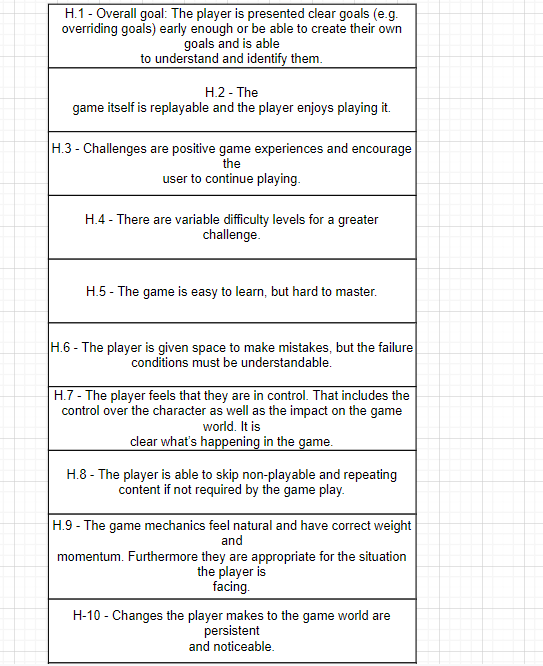 H.1 - Overall goal: The player is presented clear goals (e.g.
overriding goals) early enough or be able to create their own
goals and is able
to understand and identify them.
H.2 - The
game itself is replayable and the player enjoys playing it.
H.3 - Challenges are positive game experiences and encourage
the
user to continue playing.
H.4 - There are variable difficulty levels for a greater
challenge.
H.5 - The game is easy to learn, but hard to master.
H.6 - The player is given space to make mistakes, but the failure
conditions must be understandable.
H.7 - The player feels that they are in control. That includes the
control over the character as well as the impact on the game
world. It is
clear what's happening in the game.
H.8 - The player is able to skip non-playable and repeating
content if not required by the game play.
H.9 - The game mechanics feel natural and have correct weight
and
momentum. Furthermore they are appropriate for the situation
the player is
facing.
H-10 - Changes the player makes to the game world are
persistent
and noticeable.